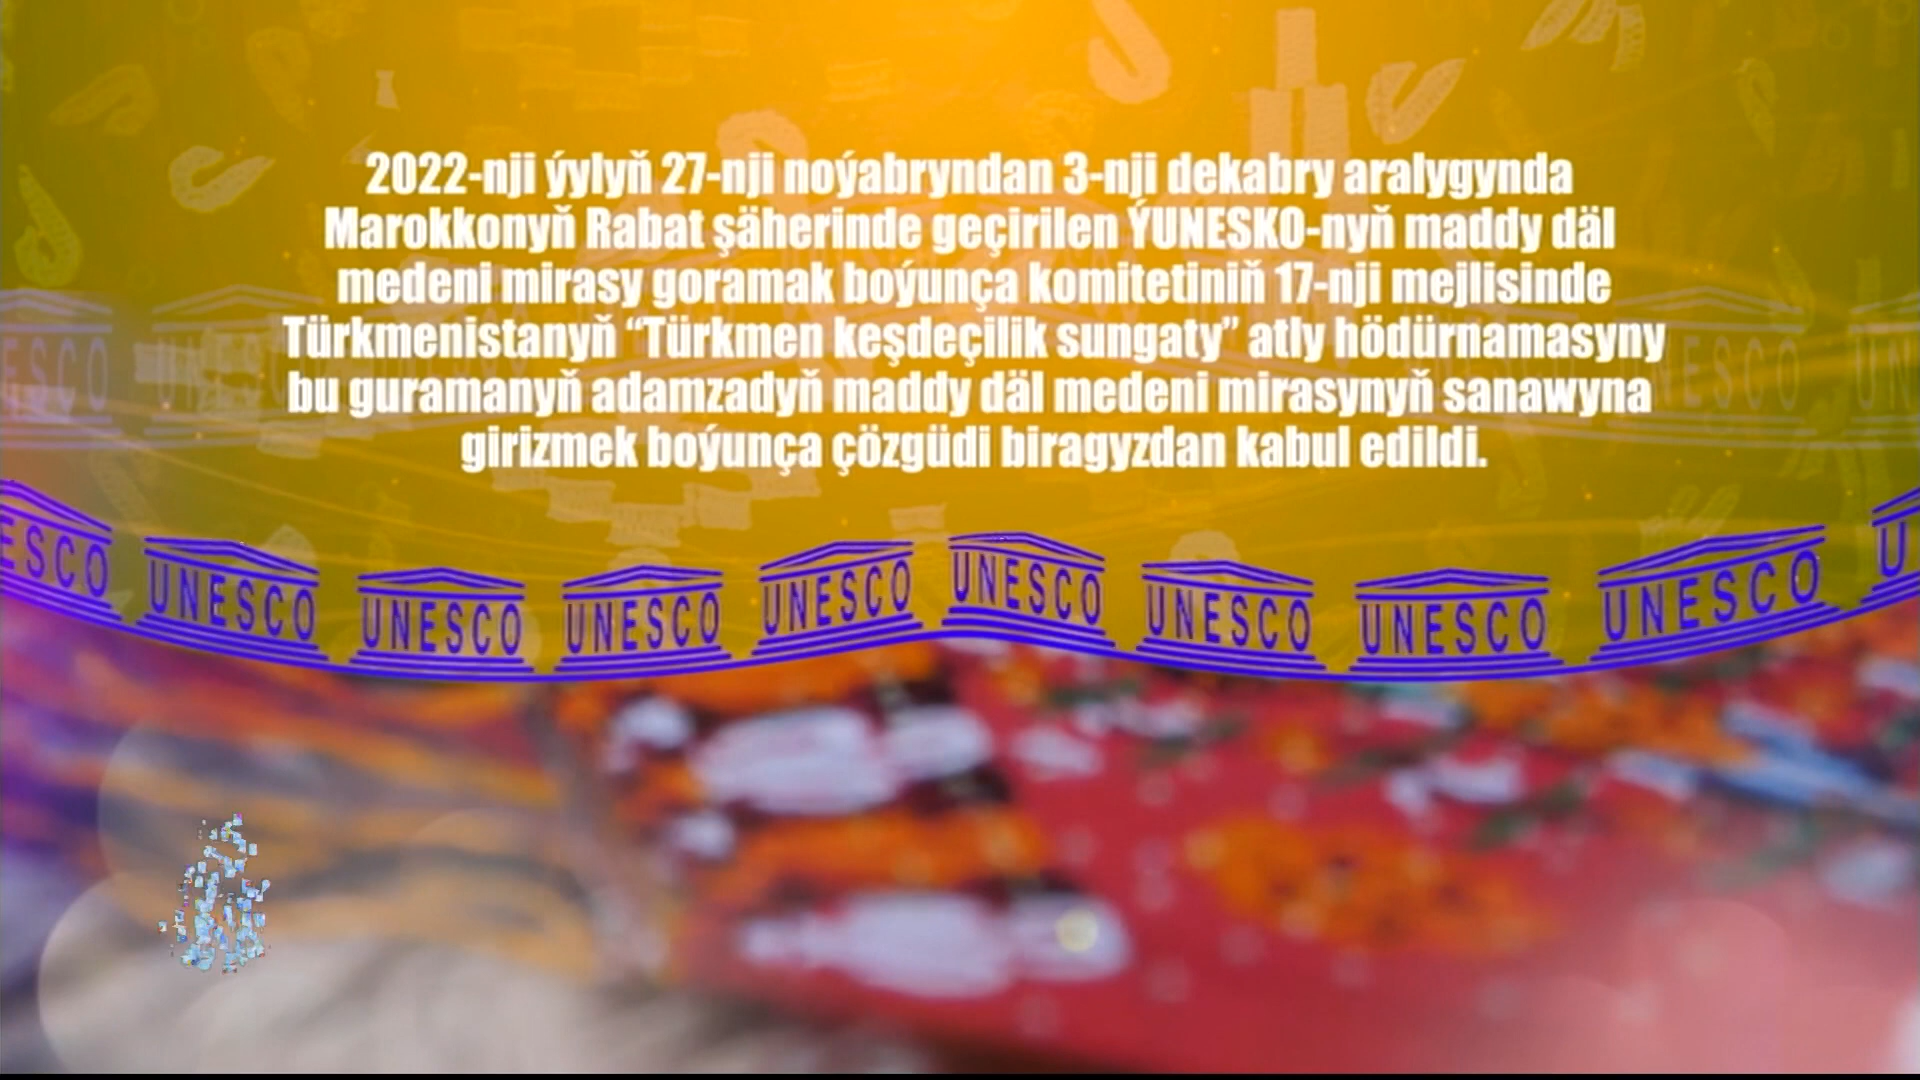 2022-nji ýylyň 27-nji noýabryndan 3-nji dekabry aralygynda
Marokkonyň Rabat şäherinde geçirilen ÝUNESKO-nyň maddy däl
medeni mirasy goramak boýunça komitetiniň 17-nji mejlisinde
Türkmenistanyň “Türkmen keşdeçilik sungaty” atly hödürnamasyny
bu guramanyň adamzadyň maddy däl medeni mirasynyň sanawyna
girizmek boýunça çözgüdi biragyzdan kabul edildi.
ESCO UNESCO UNESCO UNESCO UNESCO UNESCO UNESCO UNESCO UNESCO U